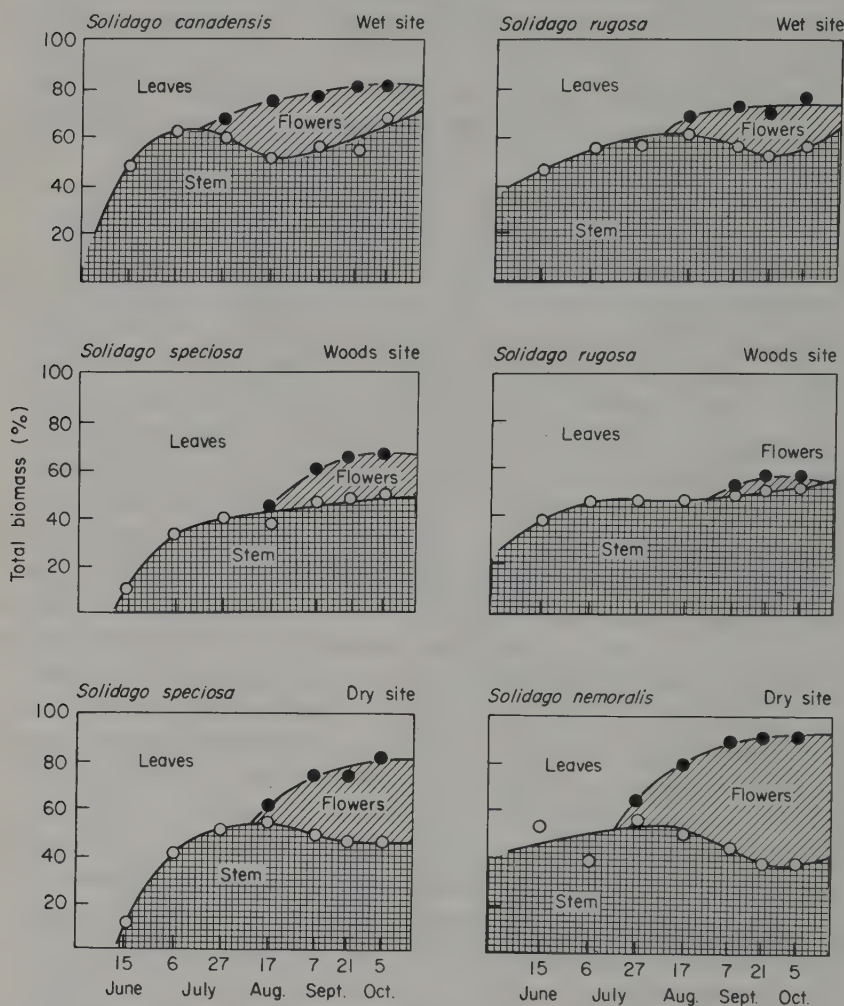 Solidago canadensis Wet site
Solidago rugosa Wet site
100
80
60
40
20
Leaves
Flowers
Stem
Leaves
Flowers
Stem
Solidago speciosa Woods site
Solidago rugosa Woods site
Total biomass (%)
100
80
60
40
20
Leaves
Flowers
Stem
Leaves
Flowers
Stem
Solidago speciosa Dry site
Solidago nemoralis Dry site
100
80
60
40
20
Leaves
Flowers
Stem
Leaves
Flowers
Stem
15 6 27 17 7 21 5
June July Aug. Sept. Oct.
15 6 27 17 7 21 5
June July Aug. Sept. Oct.